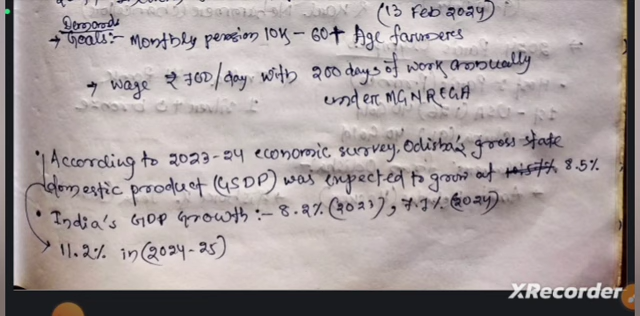 (13 Feb 2024)
Demands
→ Goals:- Monthly pension 10K - 60+ Age farmers
→ wage ₹ 700/day with 200 days of work annually
under MGNREGA
• According to 2023-24 economic survey, Odisha's gross state
domestic product (GSDP) was expected to grow at 8.5%
• India's GDP Growth:- 8.2% (2023), 7.1% (2024)
→ 11.2% in (2024-25)
XRecorder